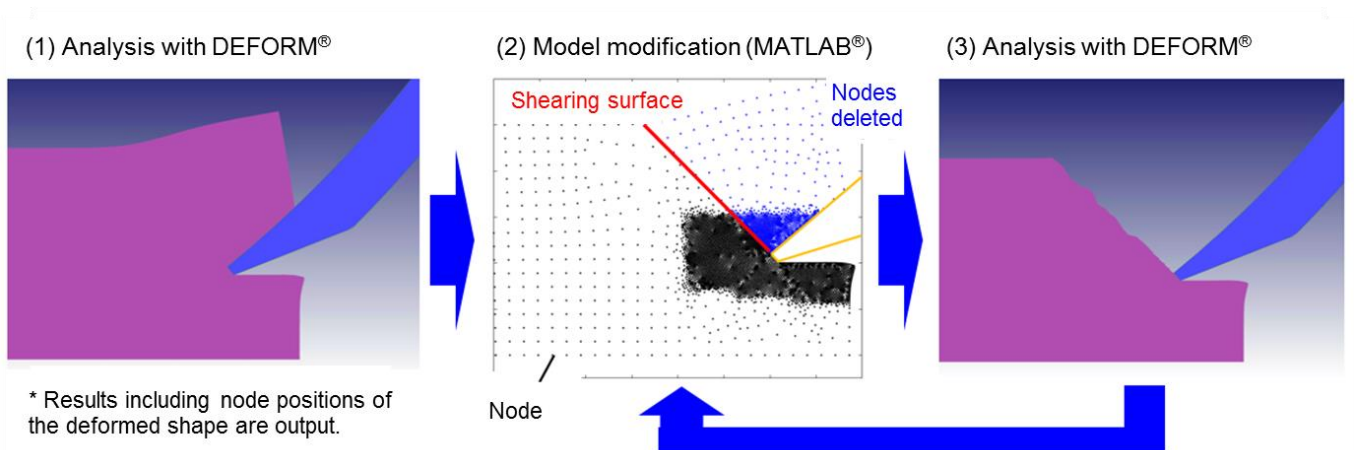 (1) Analysis with DEFORM®
(2) Model modification (MATLAB®)
(3) Analysis with DEFORM®
Shearing surface
Nodes
deleted
Node
* Results including node positions of
the deformed shape are output.